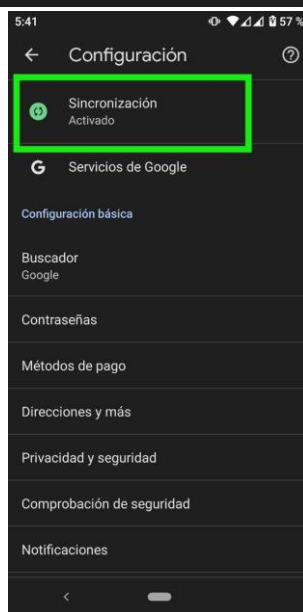 5:41
57 %
Configuración
Sincronización
Activado
G Servicios de Google
Configuración básica
Buscador
Google
Contraseñas
Métodos de pago
Direcciones y más
Privacidad y seguridad
Comprobación de seguridad
Notificaciones